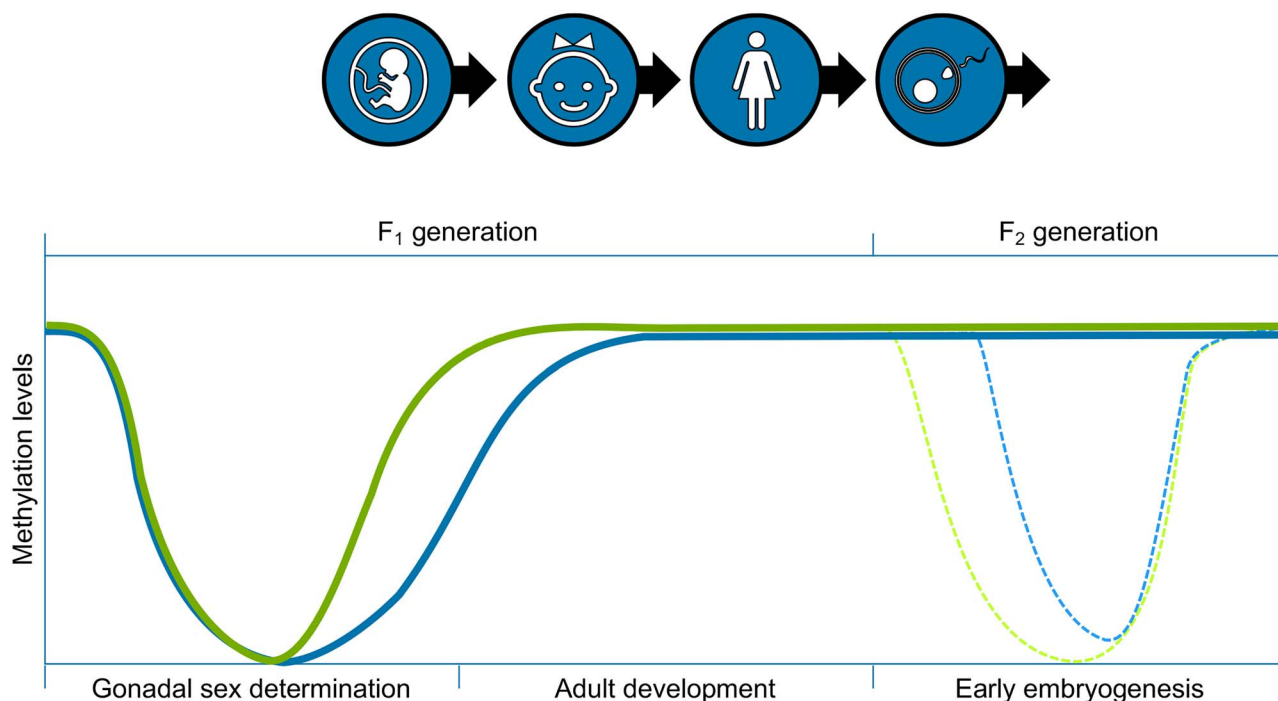 F₁ generation
F₂ generation
Methylation levels
Gonadal sex determination
Adult development
Early embryogenesis